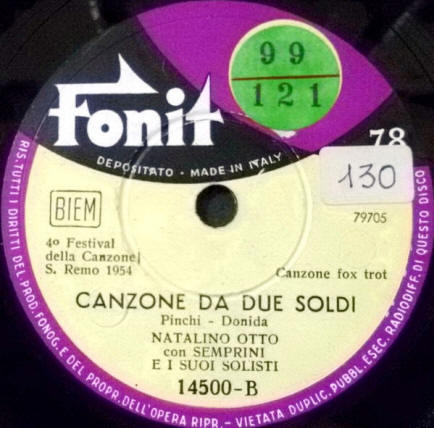 99
121
Fonit
78
DEPOSITATO - MADE IN ITALY
130
BIEM
79705
4º Festival
della Canzone
S. Remo 1954
Canzone fox trot
CANZONE DA DUE SOLDI
Pinchi - Donida
NATALINO OTTO
con SEMPRINI
E I SUOI SOLISTI
14500-B
RIS. TUTTI I DIRITTI DEL PROD. FONOG. E DEL PROPR. DELL'OPERA RIPR. - VIETATA DUPLIC. PUBBL. ESEC. RADIODIFF. DI QUESTO DISCO